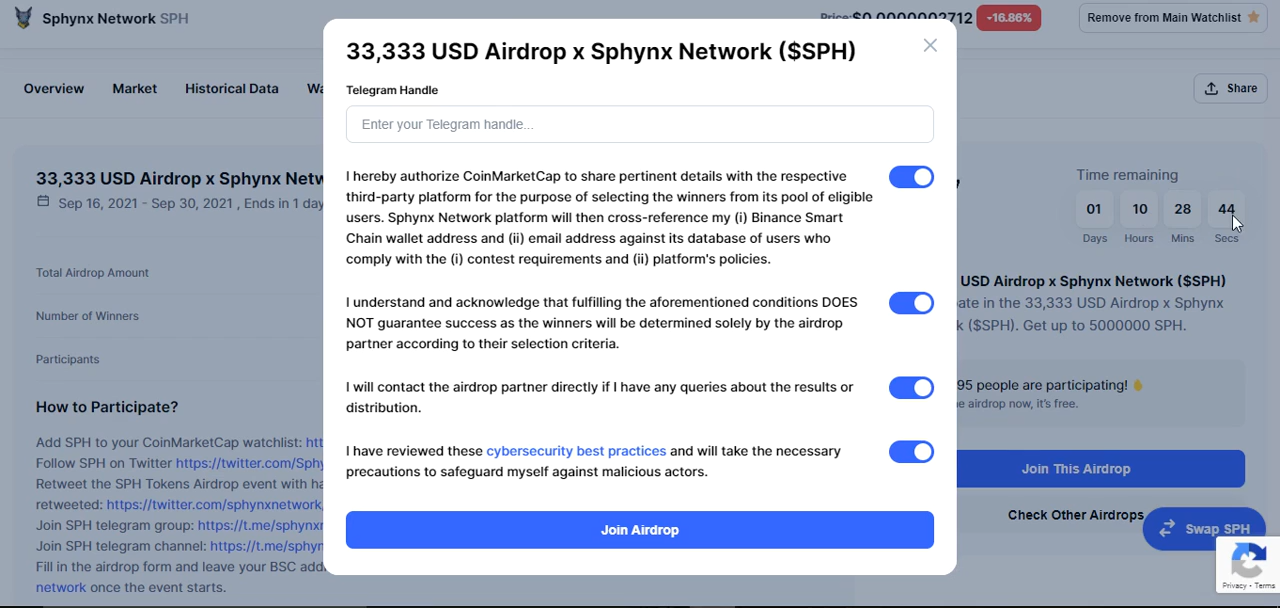 Sphynx Network SPH
Price: $0.0000002712 -16.86%
Remove from Main Watchlist
Overview Market Historical Data
Share
33,333 USD Airdrop x Sphynx
Sep 16, 2021 - Sep 30, 2021 , Ends in 1
Total Airdrop Amount
Number of Winners
Participants
How to Participate?
Add SPH to your CoinMarketCap watchlist:
Follow SPH on Twitter https://twitter.com/Sph
Retweet the SPH Tokens Airdrop event with
retweeted: https://twitter.com/sphynxnetwork
Join SPH telegram group: https://t.me/sphynx
Join SPH telegram channel: https://t.me/sphyn
Fill in the airdrop form and leave your BSC
network once the event starts.
33,333 USD Airdrop x Sphynx Network ($SPH)
Telegram Handle
Enter your Telegram handle...
I hereby authorize CoinMarketCap to share pertinent details with the respective
third-party platform for the purpose of selecting the winners from its pool of eligible
users. Sphynx Network platform will then cross-reference my (i) Binance Smart
Chain wallet address and (ii) email address against its database of users who
comply with the (i) contest requirements and (ii) platform's policies.
I understand and acknowledge that fulfilling the aforementioned conditions DOES
NOT guarantee success as the winners will be determined solely by the airdrop
partner according to their selection criteria.
I will contact the airdrop partner directly if I have any queries about the results or
distribution.
I have reviewed these cybersecurity best practices and will take the necessary
precautions to safeguard myself against malicious actors.
Join Airdrop
Time remaining
01 10 28 44
Days Hours Mins Secs
USD Airdrop x Sphynx Network ($SPH)
in the 33,333 USD Airdrop x Sphynx
($SPH). Get up to 5000000 SPH.
95 people are participating!
airdrop now, it's free.
Join This Airdrop
Check Other Airdrops
Swap SPH
Privacy - Terms